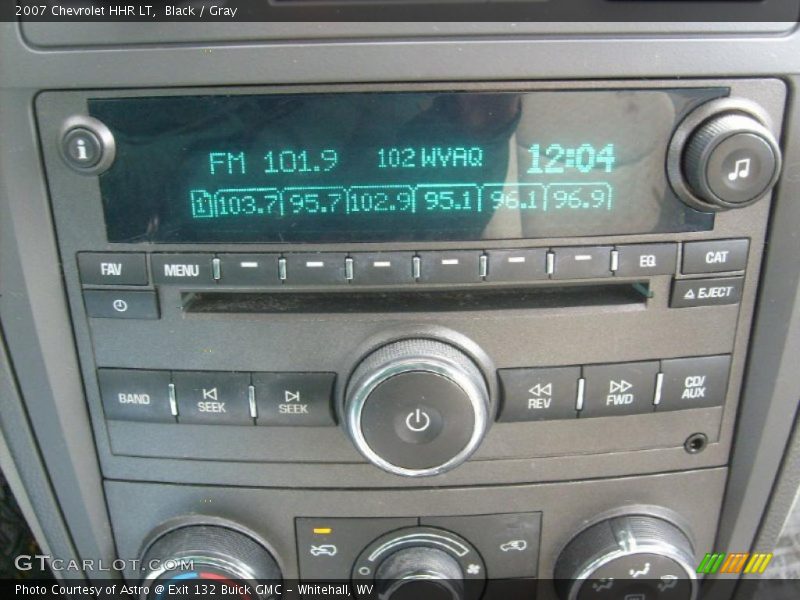 2007 Chevrolet HHR LT, Black / Gray
FM 101.9 102 WVAQ 12:04
1 103.7 95.7 102.9 95.1 96.1 96.9
i
FAV MENU EQ CAT
EJECT
BAND SEEK SEEK REV FWD CD/
AUX
GTCARLOT.COM
Photo Courtesy of Astro @ Exit 132 Buick GMC - Whitehall, WV